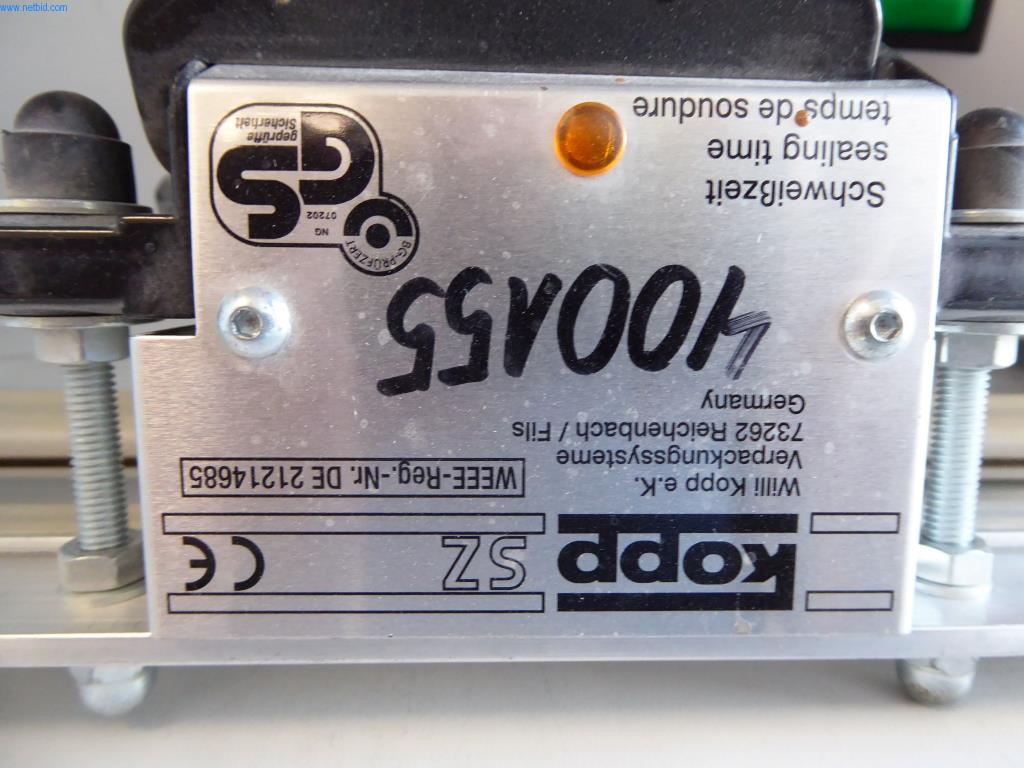 www.netbid.com
kopp
SZ
CE
Willi Kopp e.K.
Verpackungssysteme
73262 Reichenbach / Fils
Germany
WEEE-Reg.-Nr. DE 21214685
400155
Schweißzeit
sealing time
temps de soudure
BG-PRÜFZERT
NG
07202
GS
geprüfte
Sicherheit